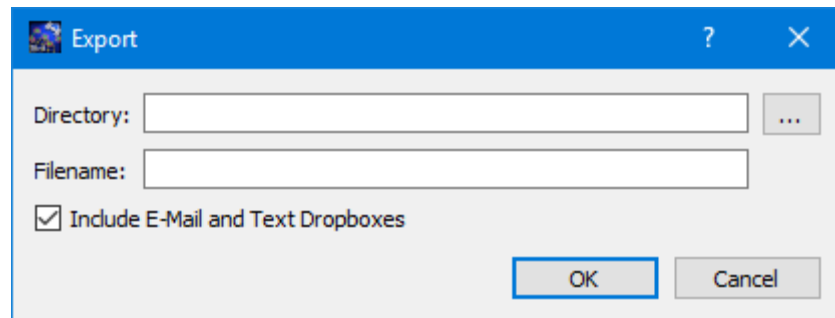 Export ?
Directory: ...
Filename:
Include E-Mail and Text Dropboxes
OK Cancel